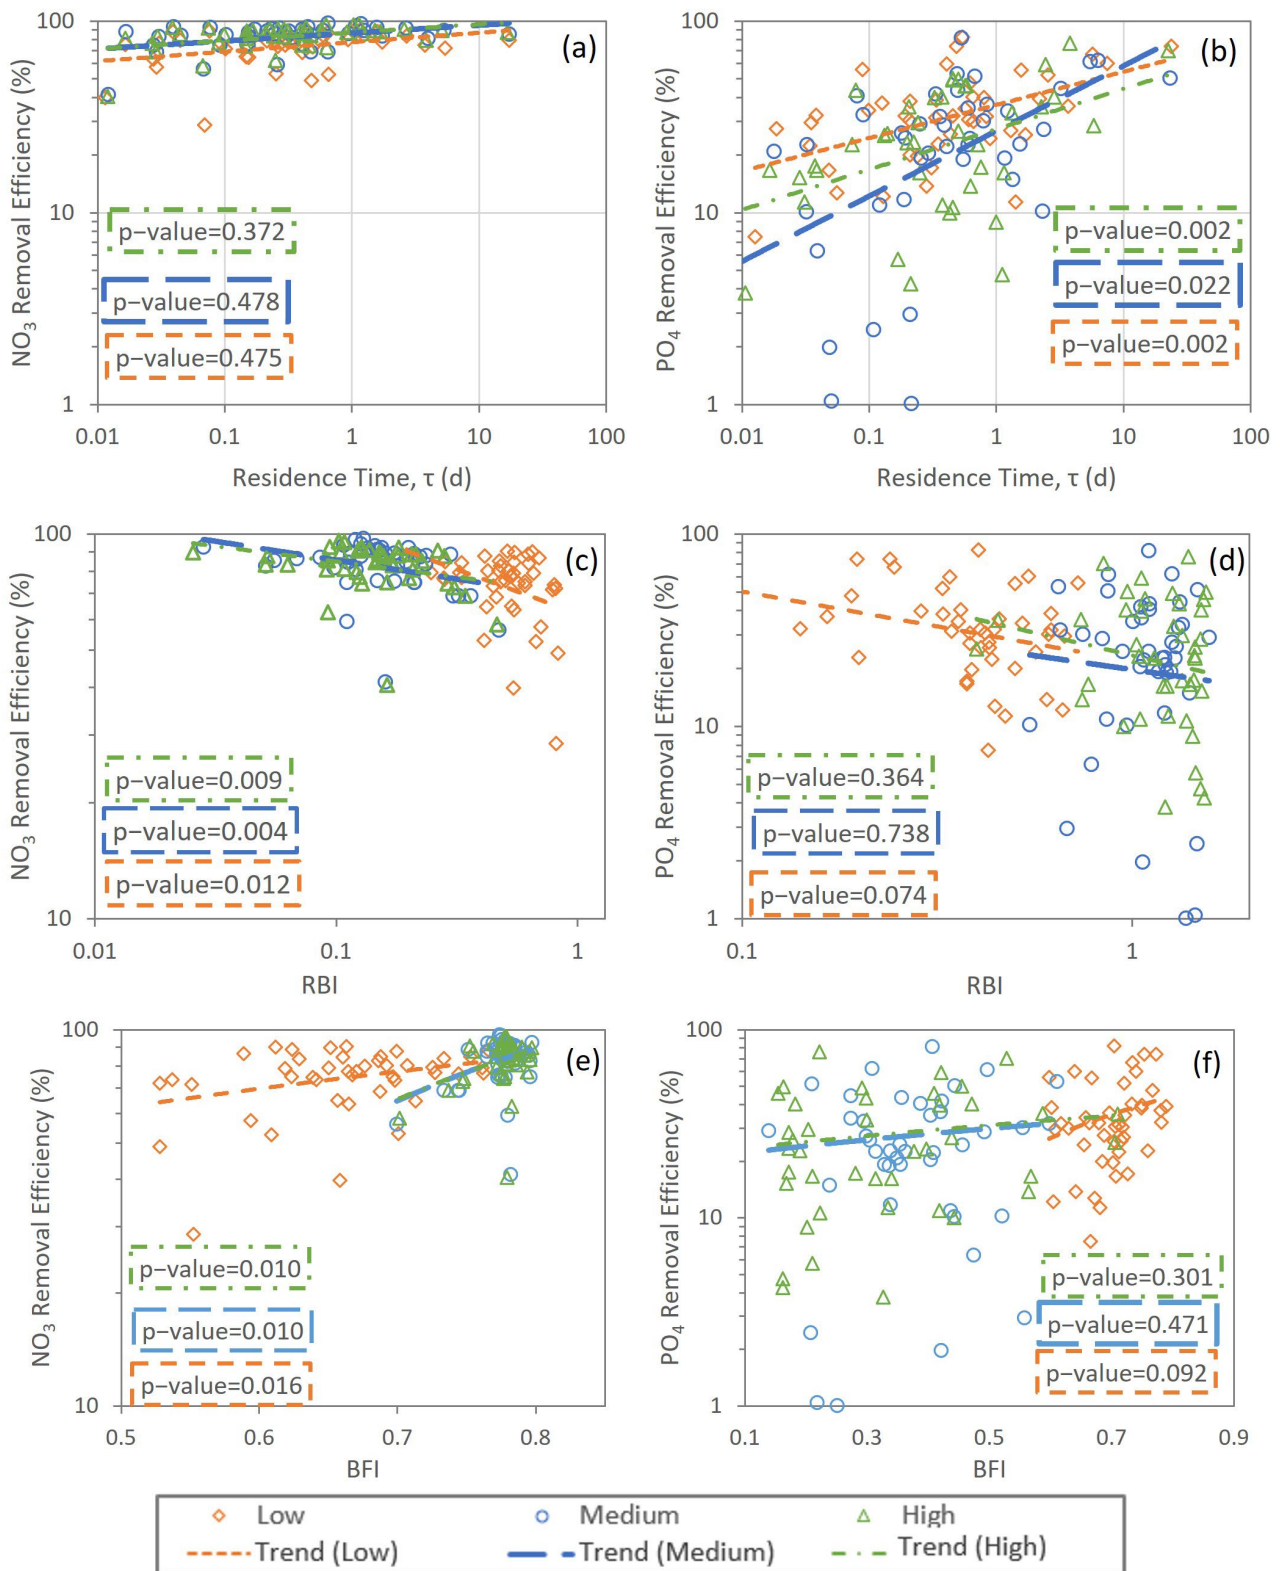 100
10
1
NO3 Removal Efficiency (%)
(a)
p−value=0.372
p−value=0.478
p−value=0.475
0.01 0.1 1 10 100
Residence Time, τ (d)
100
10
1
PO4 Removal Efficiency (%)
(b)
p−value=0.002
p−value=0.022
p−value=0.002
0.01 0.1 1 10 100
Residence Time, τ (d)
100
10
NO3 Removal Efficiency (%)
(c)
p−value=0.009
p−value=0.004
p−value=0.012
0.01 0.1 1
RBI
100
10
1
PO4 Removal Efficiency (%)
(d)
p−value=0.364
p−value=0.738
p−value=0.074
0.1 1
RBI
100
10
NO3 Removal Efficiency (%)
(e)
p−value=0.010
p−value=0.010
p−value=0.016
0.5 0.6 0.7 0.8
BFI
100
10
1
PO4 Removal Efficiency (%)
(f)
p−value=0.301
p−value=0.471
p−value=0.092
0.1 0.3 0.5 0.7 0.9
BFI
Low Medium High
Trend (Low) Trend (Medium) Trend (High)